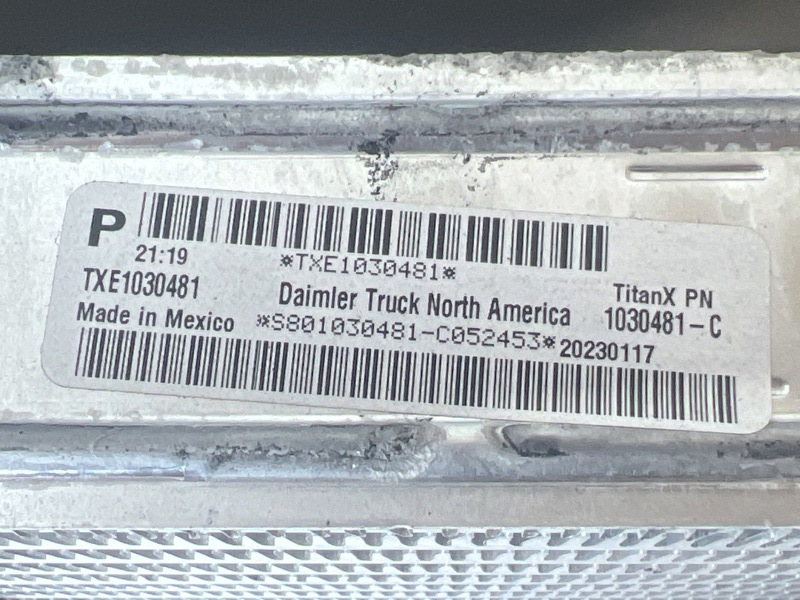 P
21:19
*TXE1030481*
TXE1030481
Daimler Truck North America
TitanX PN
1030481-C
Made in Mexico
*S801030481-C052453*
20230117